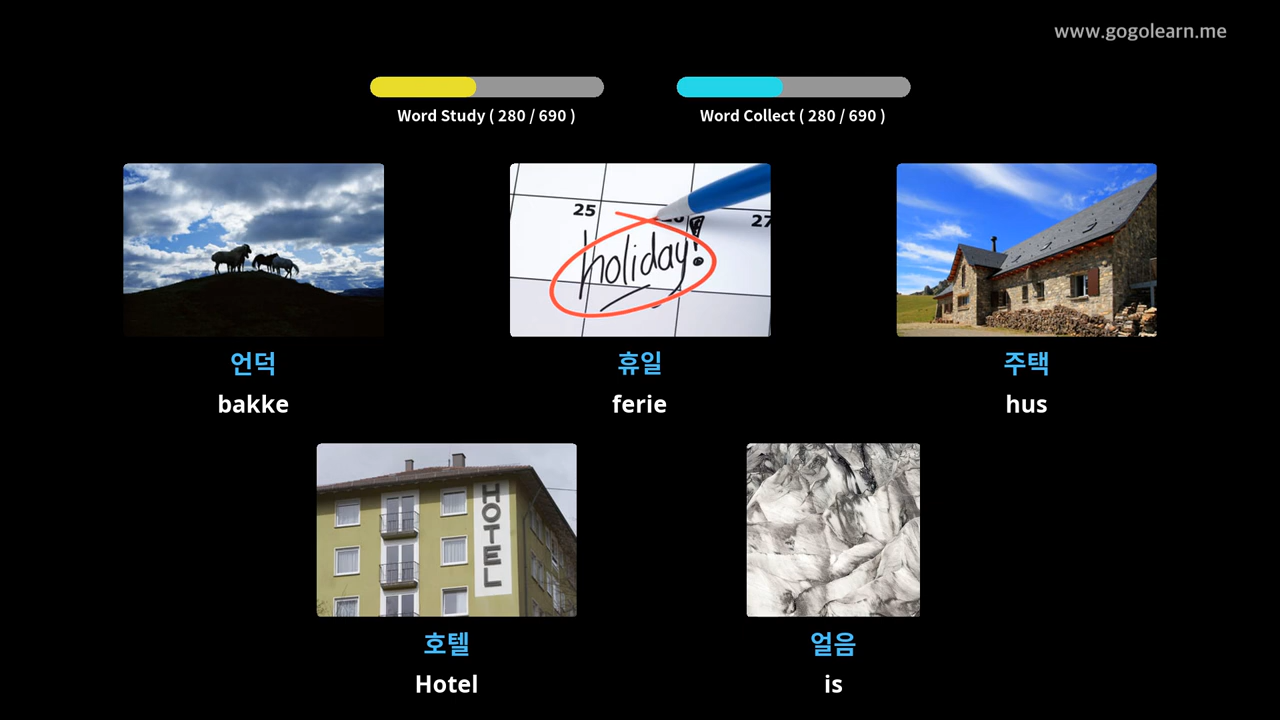 www.gogolearn.me
Word Study ( 280 / 690 )
Word Collect ( 280 / 690 )
25
27
holiday!
언덕
휴일
주택
bakke
ferie
hus
HOTEL
호텔
얼음
Hotel
is